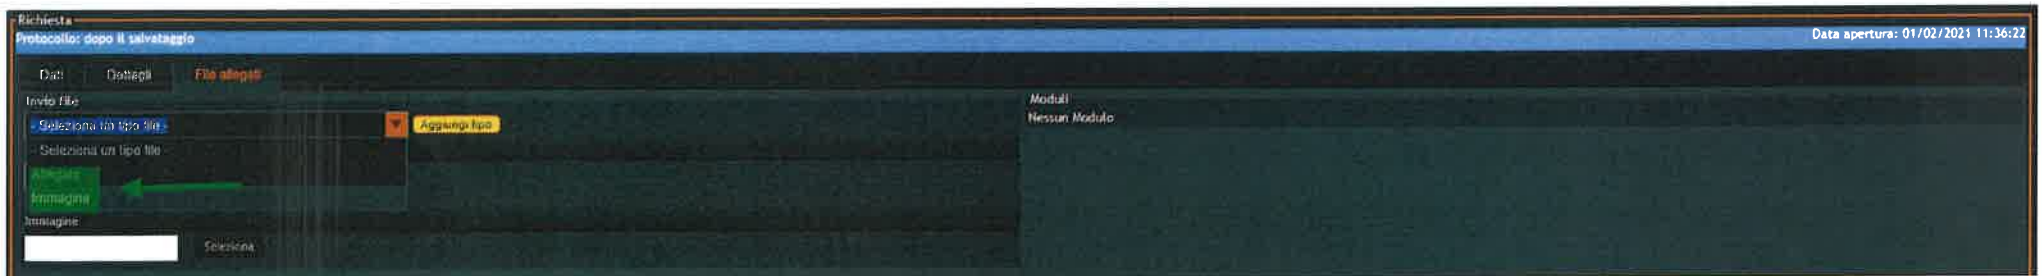 Richiesta
Protocollo: dopo il salvataggio
Data apertura: 01/02/2021 11:36:22
Dati Dettagli File allegati
Invio file
- Seleziona un tipo file -
Aggiungi tipo
- Seleziona un tipo file -
Allegato
Immagine
Immagine
Seleziona
Moduli
Nessun Modulo